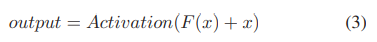 output = Activation(F(x) + x) (3)